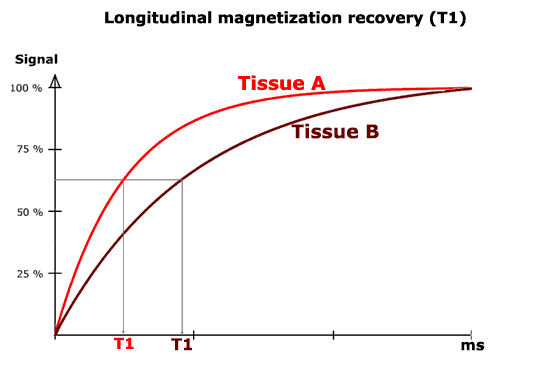 Longitudinal magnetization recovery (T1)
Signal
100 %
Tissue A
Tissue B
75 %
50 %
25 %
T1
T1
ms